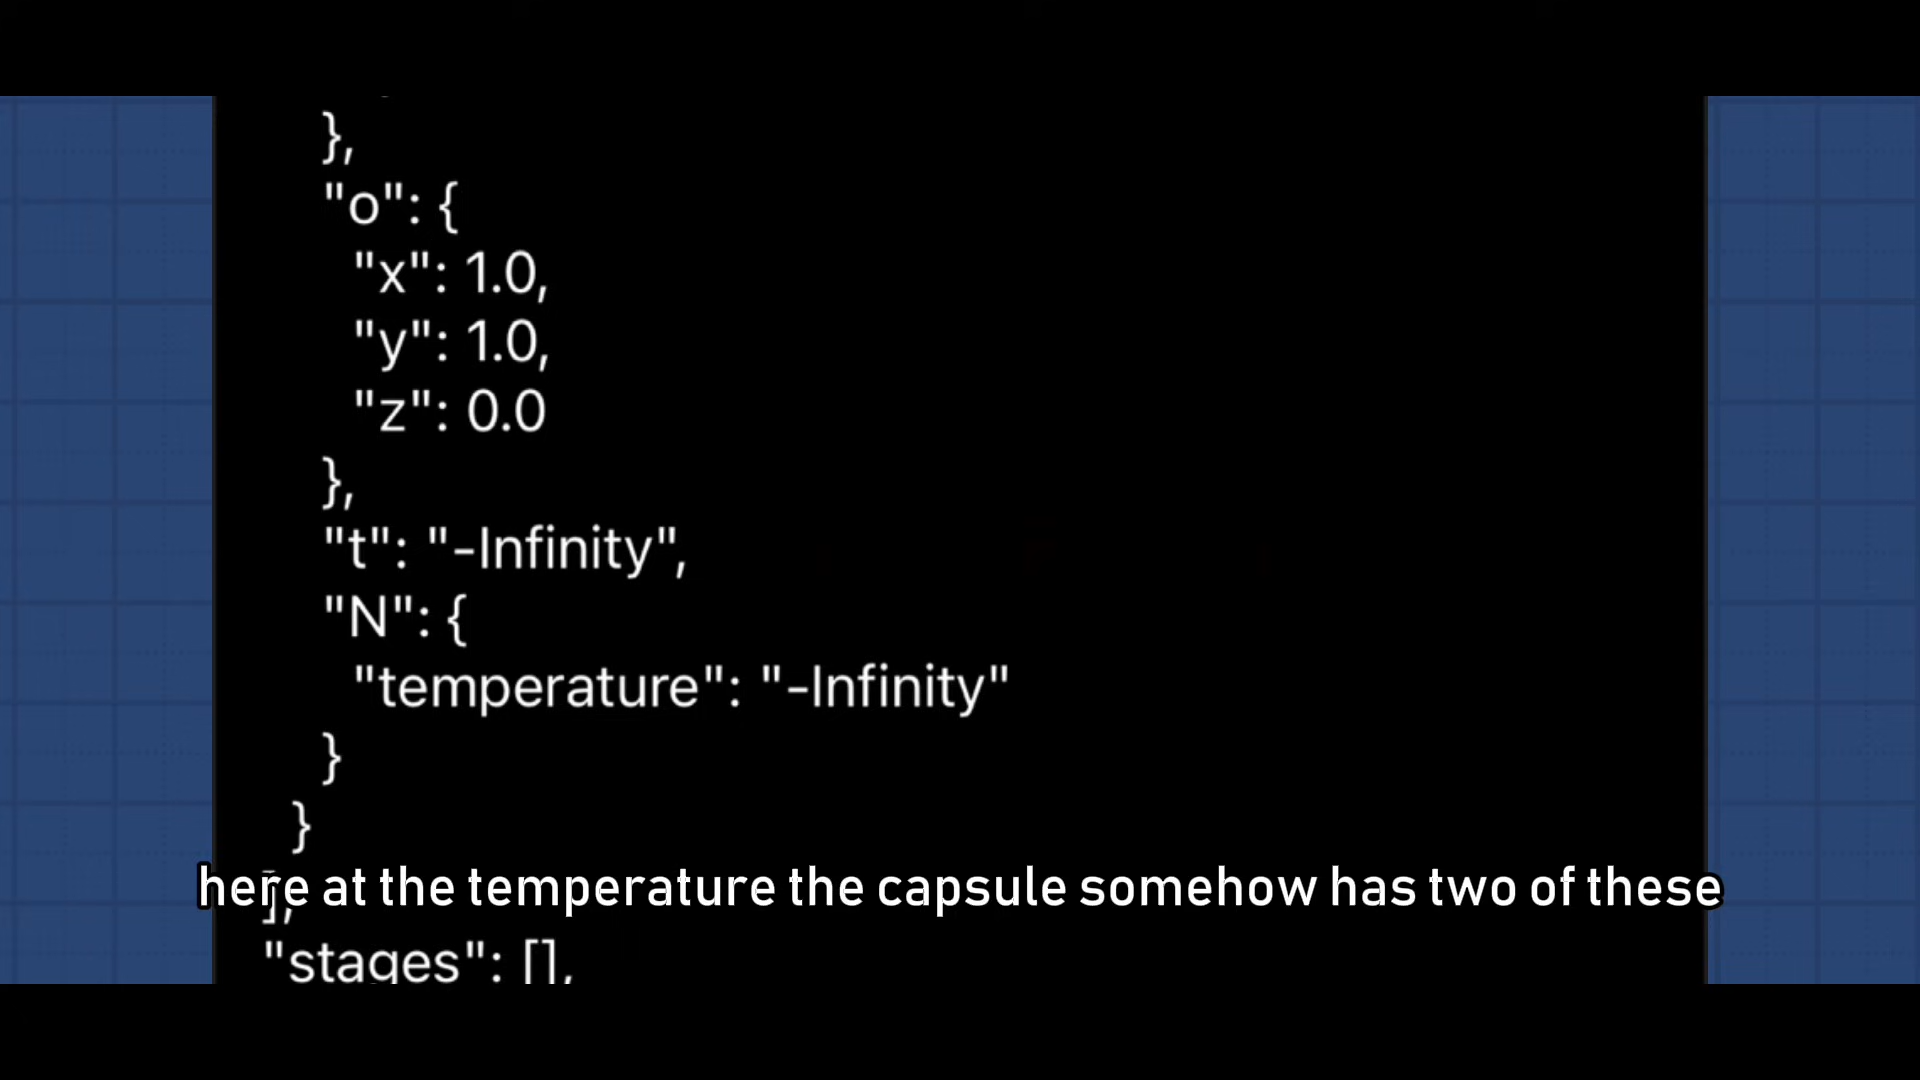 },
"o": {
"x": 1.0,
"y": 1.0,
"z": 0.0
},
"t": "-Infinity",
"N": {
"temperature": "-Infinity"
}
}
],
here at the temperature the capsule somehow has two of these
"stages": [],